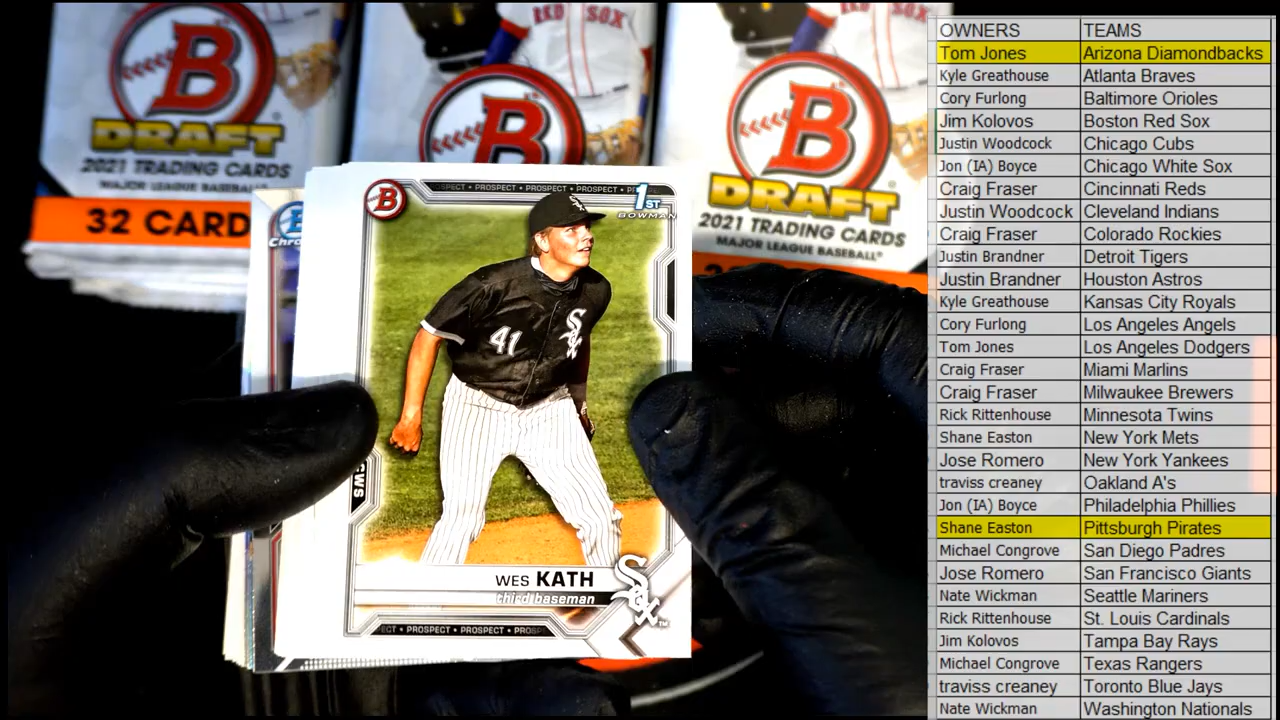 RED SOX
B
DRAFT
2021 TRADING CARDS
MAJOR LEAGUE BASEBALL
32 CARD
B
B
DRAFT
2021 TRADING CARDS
MAJOR LEAGUE BASEBALL
B
PROSPECT • PROSPECT • PROSPECT
1ST
BOWMAN
41
Sox
CWS
WES KATH
third baseman
Sox
TM
PROSPECT • PROSPECT
OWNERS TEAMS
Tom Jones Arizona Diamondbacks
Kyle Greathouse Atlanta Braves
Cory Furlong Baltimore Orioles
Jim Kolovos Boston Red Sox
Justin Woodcock Chicago Cubs
Jon (IA) Boyce Chicago White Sox
Craig Fraser Cincinnati Reds
Justin Woodcock Cleveland Indians
Craig Fraser Colorado Rockies
Justin Brandner Detroit Tigers
Justin Brandner Houston Astros
Kyle Greathouse Kansas City Royals
Cory Furlong Los Angeles Angels
Tom Jones Los Angeles Dodgers
Craig Fraser Miami Marlins
Craig Fraser Milwaukee Brewers
Rick Rittenhouse Minnesota Twins
Shane Easton New York Mets
Jose Romero New York Yankees
traviss creaney Oakland A's
Jon (IA) Boyce Philadelphia Phillies
Shane Easton Pittsburgh Pirates
Michael Congrove San Diego Padres
Jose Romero San Francisco Giants
Nate Wickman Seattle Mariners
Rick Rittenhouse St. Louis Cardinals
Jim Kolovos Tampa Bay Rays
Michael Congrove Texas Rangers
traviss creaney Toronto Blue Jays
Nate Wickman Washington Nationals